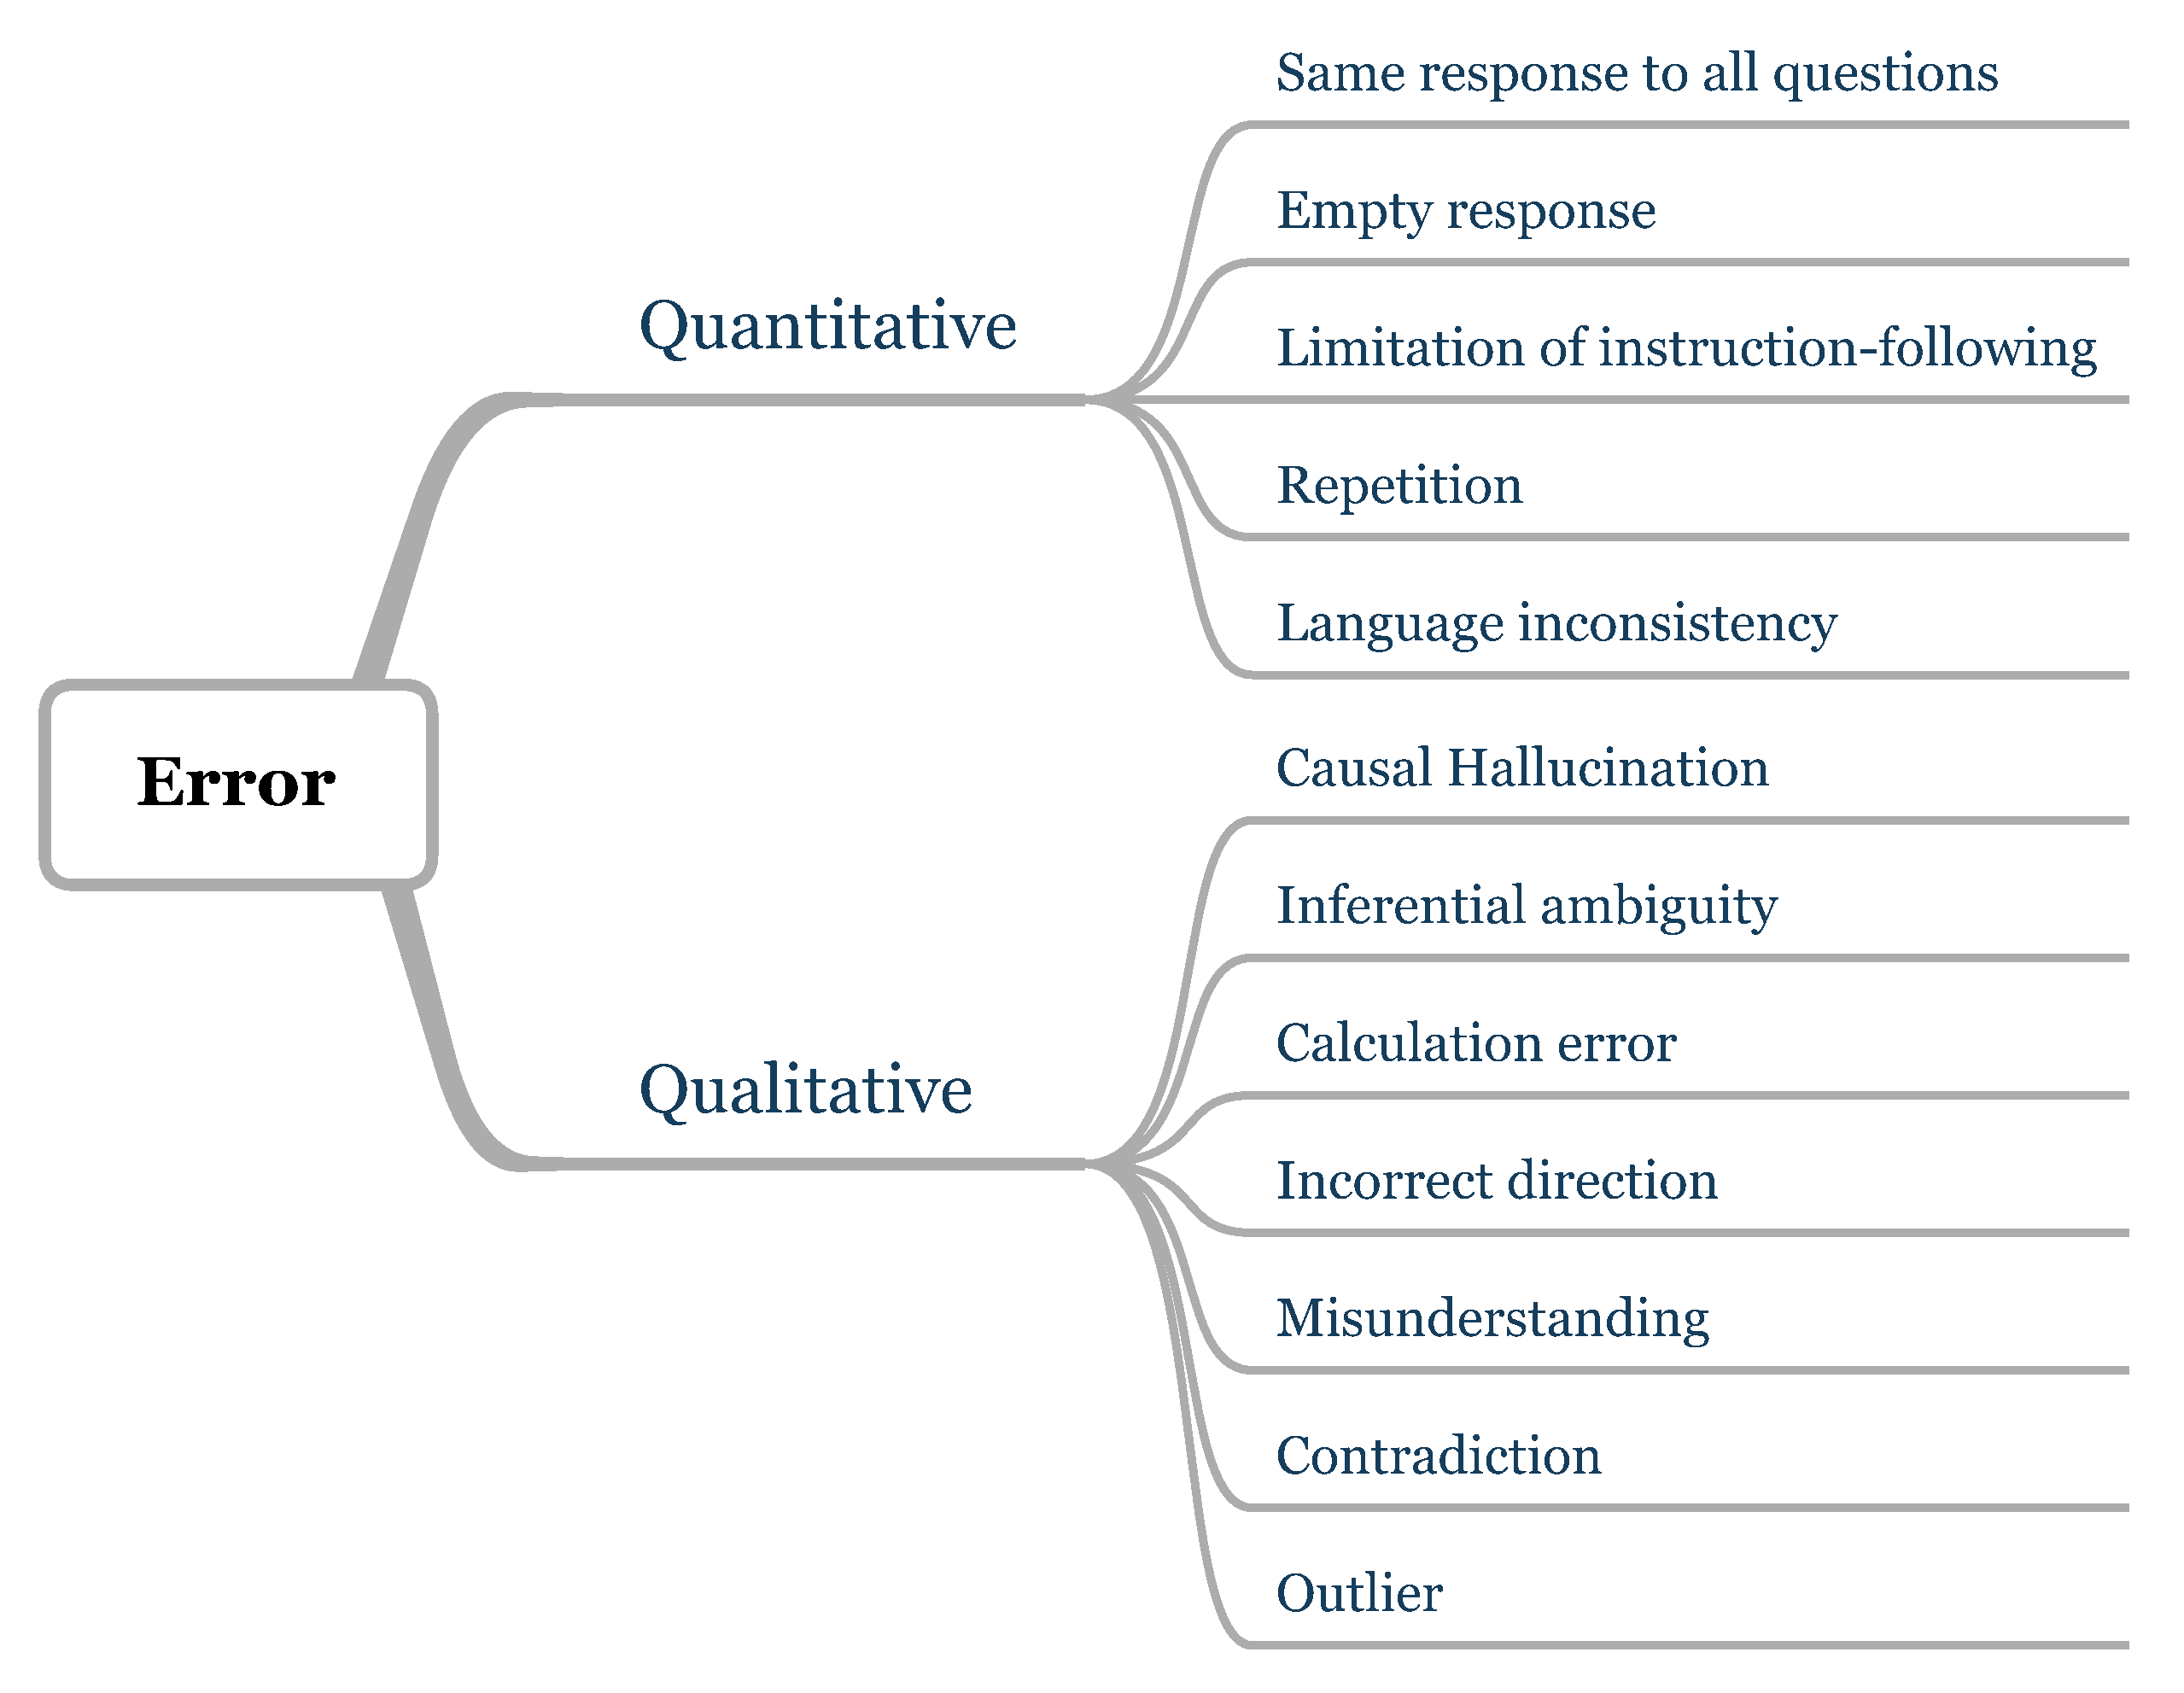 Error
Quantitative
Same response to all questions
Empty response
Limitation of instruction-following
Repetition
Language inconsistency
Qualitative
Causal Hallucination
Inferential ambiguity
Calculation error
Incorrect direction
Misunderstanding
Contradiction
Outlier